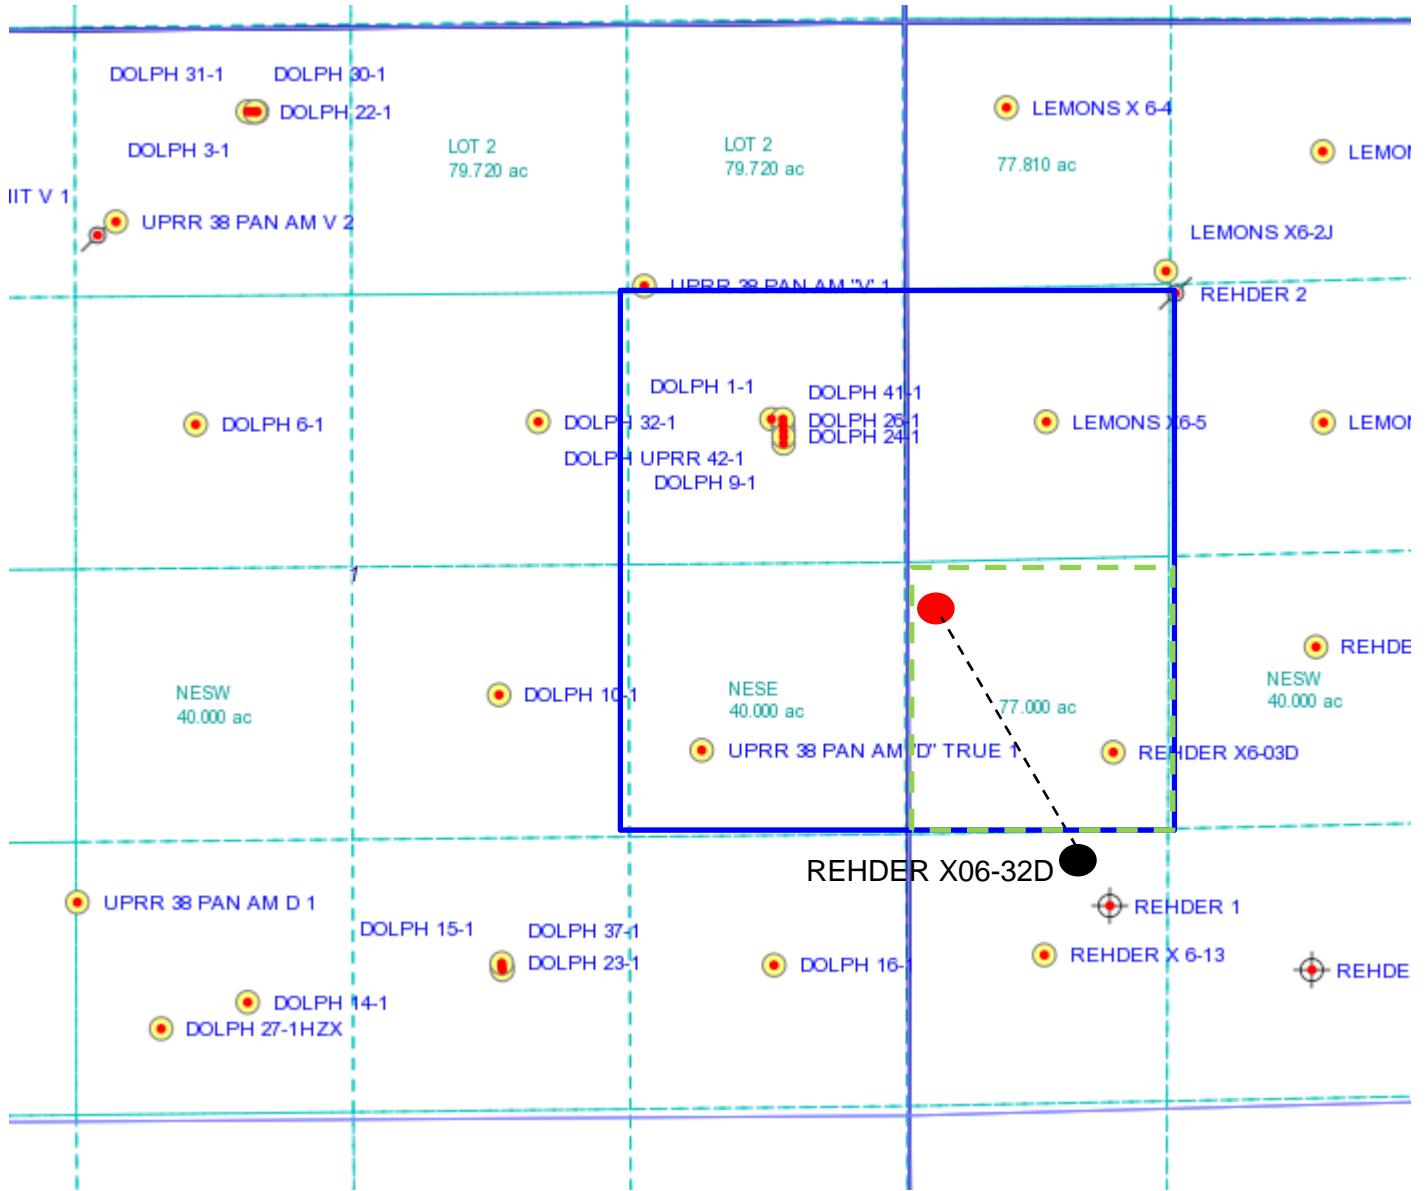 DOLPH 31-1
DOLPH 30-1
DOLPH 22-1
LEMONS X 6-4
DOLPH 3-1
LOT 2
79.720 ac
LOT 2
79.720 ac
77.810 ac
LEMO
IIT V 1
UPRR 38 PAN AM V 2
LEMONS X6-2J
UPRR 38 PAN AM "V" 1
REHDER 2
DOLPH 1-1
DOLPH 41-1
DOLPH 6-1
DOLPH 32-1
DOLPH 26-1
DOLPH 24-1
LEMONS X6-5
LEMO
DOLPH UPRR 42-1
DOLPH 9-1
1
REHDE
NESW
40.000 ac
DOLPH 10-1
NESE
40.000 ac
77.000 ac
NESW
40.000 ac
UPRR 38 PAN AM "D" TRUE 1
REHDER X6-03D
REHDER X06-32D
UPRR 38 PAN AM D 1
DOLPH 15-1
DOLPH 37-1
DOLPH 23-1
DOLPH 16-1
REHDER 1
REHDER X 6-13
REHDE
DOLPH 14-1
DOLPH 27-1HZX